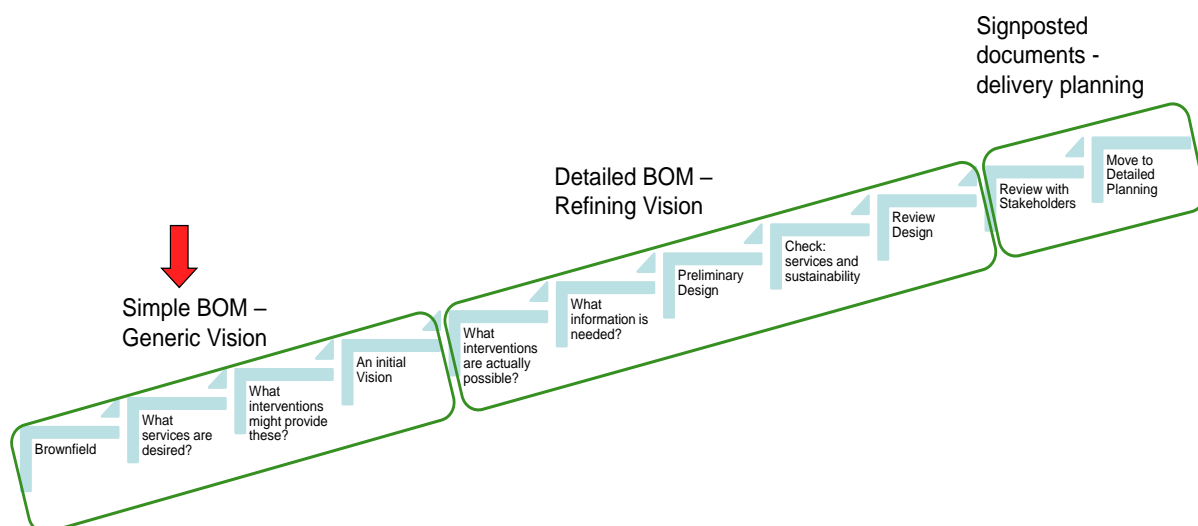 Signposted
documents -
delivery planning
Detailed BOM –
Refining Vision
Simple BOM –
Generic Vision
Brownfield
What
services are
desired?
What
interventions
might provide
these?
An initial
Vision
What
interventions
are actually
possible?
What
information is
needed?
Preliminary
Design
Check:
services and
sustainability
Review
Design
Review with
Stakeholders
Move to
Detailed
Planning